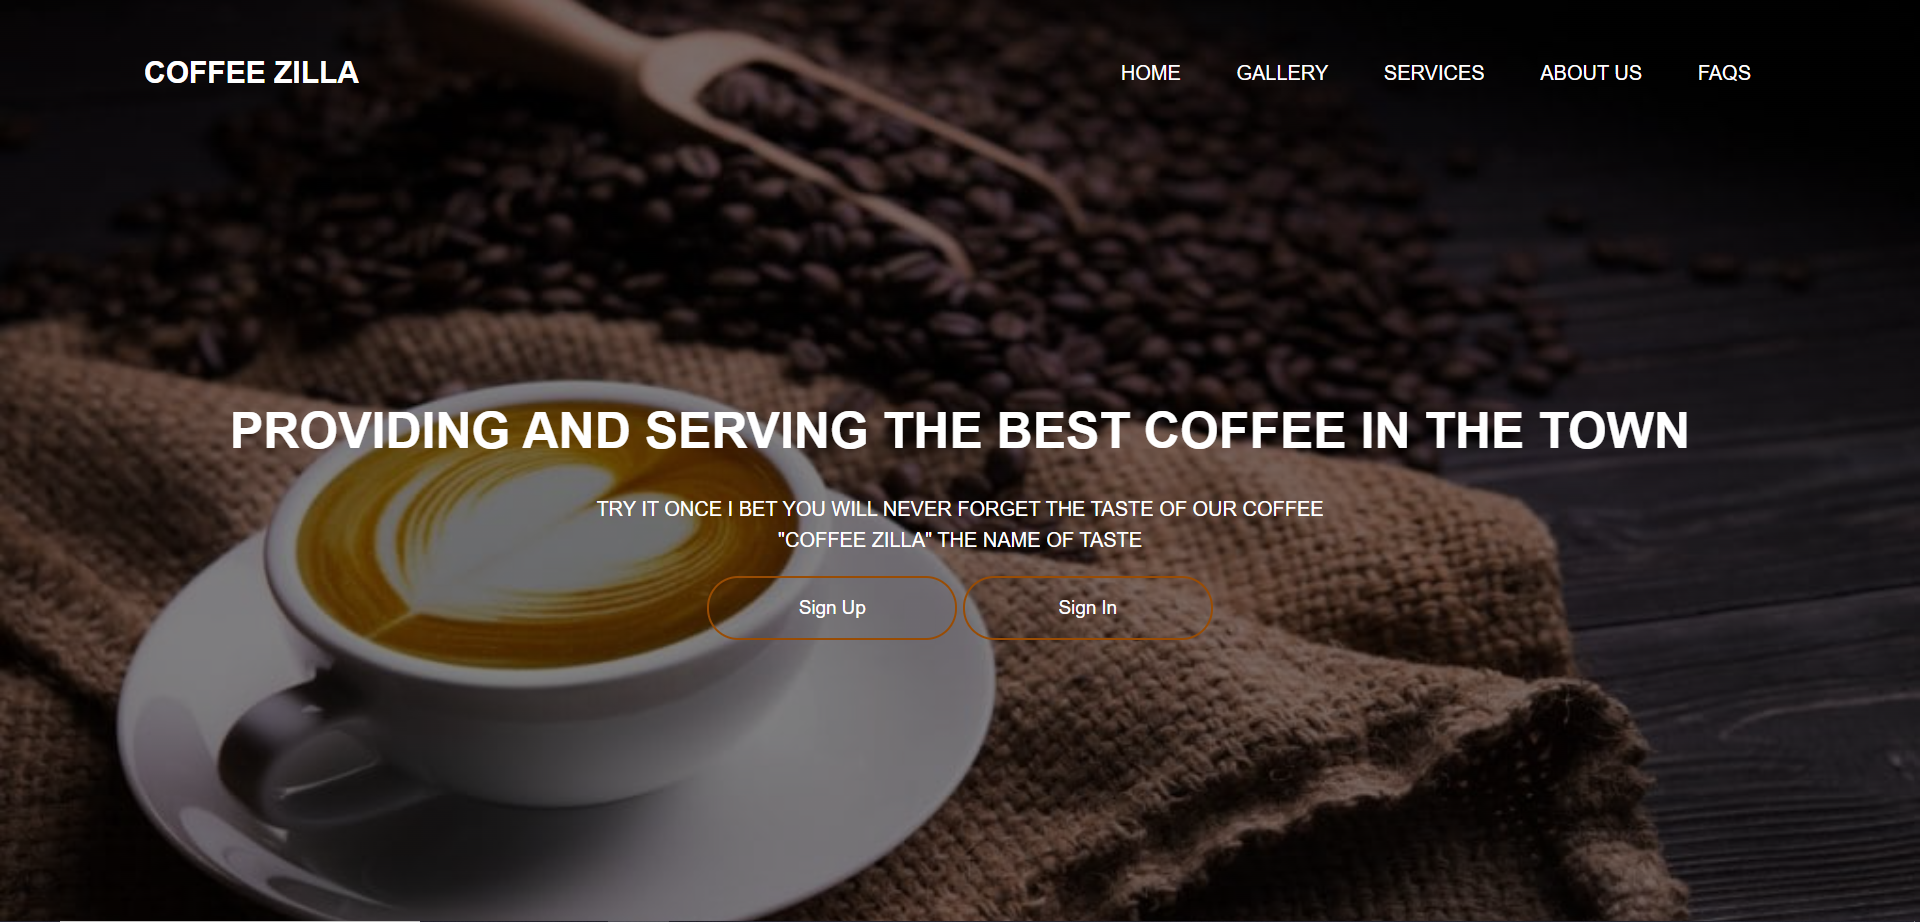 COFFEE ZILLA
HOME GALLERY SERVICES ABOUT US FAQS
PROVIDING AND SERVING THE BEST COFFEE IN THE TOWN
TRY IT ONCE I BET YOU WILL NEVER FORGET THE TASTE OF OUR COFFEE
"COFFEE ZILLA" THE NAME OF TASTE
Sign Up Sign In